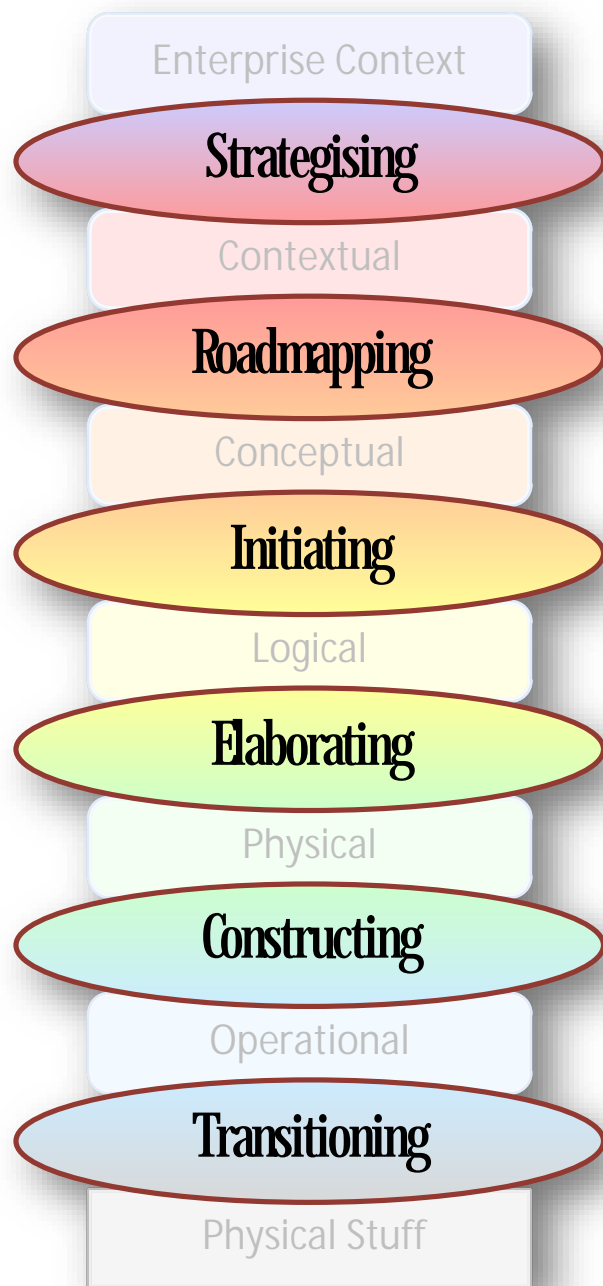 Enterprise Context
Strategising
Contextual
Roadmapping
Conceptual
Initiating
Logical
Elaborating
Physical
Constructing
Operational
Transitioning
Physical Stuff